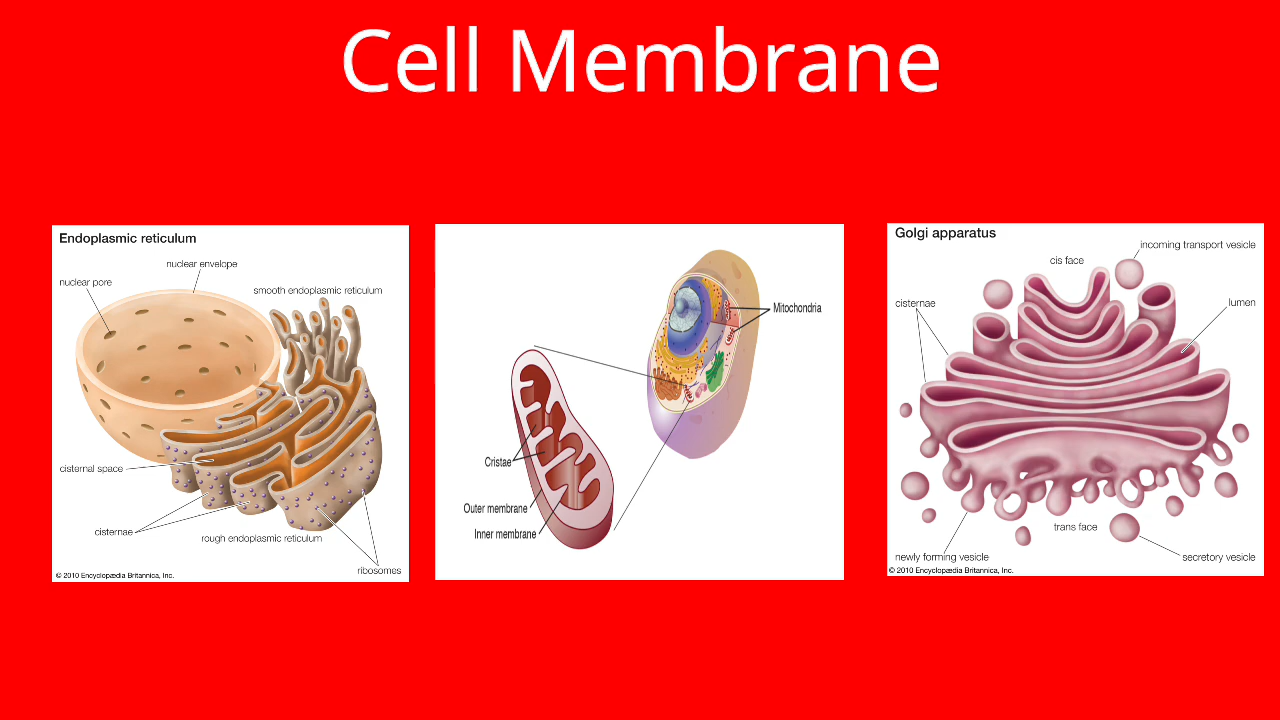 Cell Membrane
Endoplasmic reticulum
nuclear envelope
nuclear pore
smooth endoplasmic reticulum
cisternal space
cisternae
rough endoplasmic reticulum
ribosomes
© 2010 Encyclopædia Britannica, Inc.
Mitochondria
Cristae
Outer membrane
Inner membrane
Golgi apparatus
incoming transport vesicle
cis face
cisternae
lumen
trans face
newly forming vesicle
secretory vesicle
© 2010 Encyclopædia Britannica, Inc.